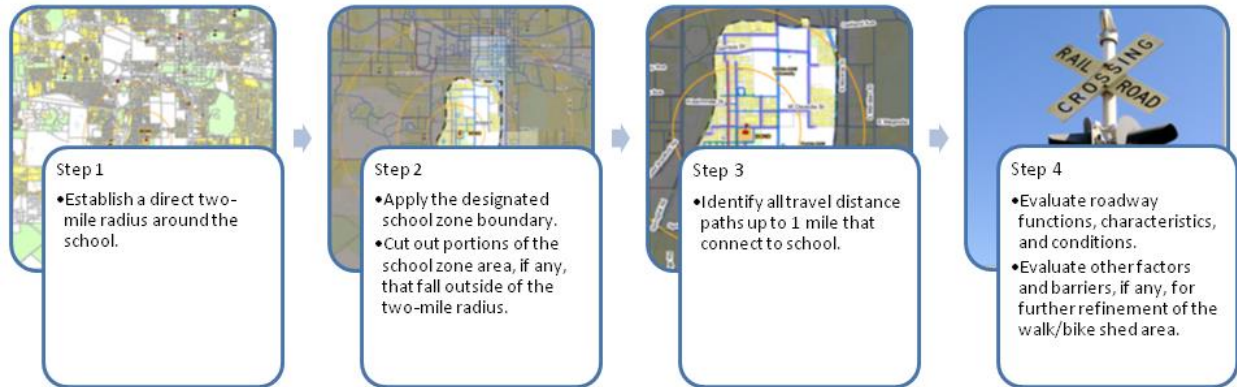 Step 1
•Establish a direct two-
mile radius around the
school.
Step 2
•Apply the designated
school zone boundary.
•Cut out portions of the
school zone area, if any,
that fall outside of the
two-mile radius.
Step 3
•Identify all travel distance
paths up to 1 mile that
connect to school.
RAIL ROAD
CROSSING
Step 4
•Evaluate roadway
functions, characteristics,
and conditions.
•Evaluate other factors
and barriers, if any, for
further refinement of the
walk/bike shed area.